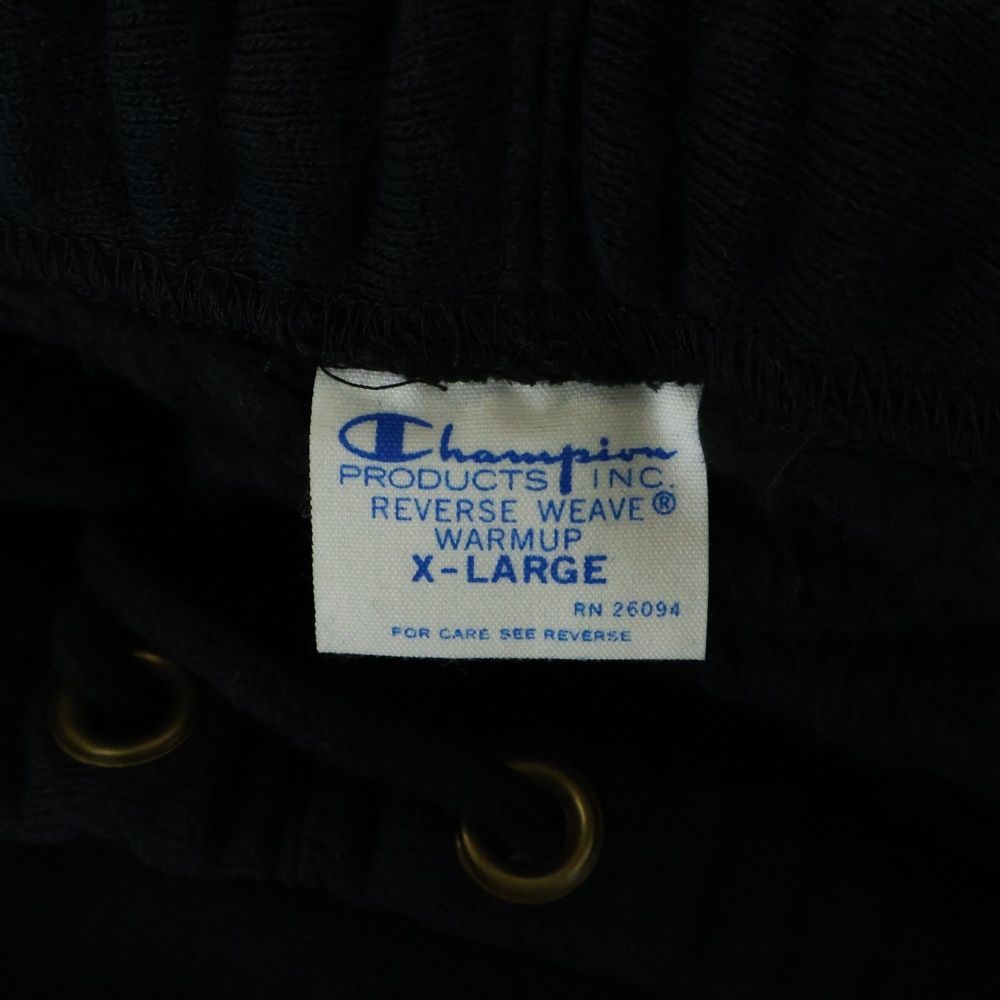 Champion
PRODUCTS INC.
REVERSE WEAVE®
WARMUP
X-LARGE
RN 26094
FOR CARE SEE REVERSE